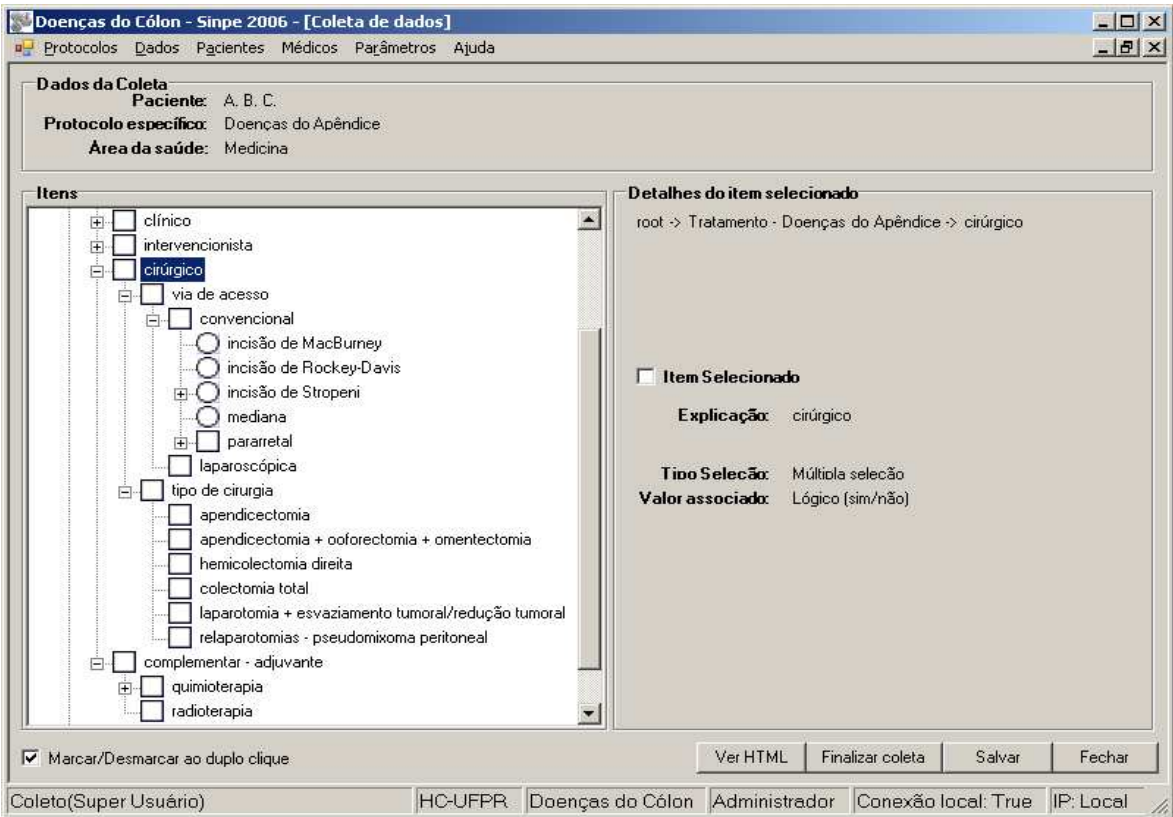 Doenças do Cólon - Sinpe 2006 - [Coleta de dados]
Protocolos Dados Pacientes Médicos Parâmetros Ajuda
Dados da Coleta
Paciente: A. B. C.
Protocolo específico: Doenças do Apêndice
Área da saúde: Medicina
Itens
clínico
intervencionista
cirúrgico
via de acesso
convencional
incisão de MacBurney
incisão de Rockey-Davis
incisão de Stropeni
mediana
pararretal
laparoscópica
tipo de cirurgia
apendicectomia
apendicectomia + ooforectomia + omentectomia
hemicolectomia direita
colectomia total
laparotomia + esvaziamento tumoral/redução tumoral
relaparotomias - pseudomixoma peritoneal
complementar - adjuvante
quimioterapia
radioterapia
Detalhes do item selecionado
root -> Tratamento - Doenças do Apêndice -> cirúrgico
Item Selecionado
Explicação: cirúrgico
Tipo Seleção: Múltipla seleção
Valor associado: Lógico (sim/não)
Marcar/Desmarcar ao duplo clique
Ver HTML Finalizar coleta Salvar Fechar
Coleto(Super Usuário) HC-UFPR Doenças do Cólon Administrador Conexão local: True IP: Local